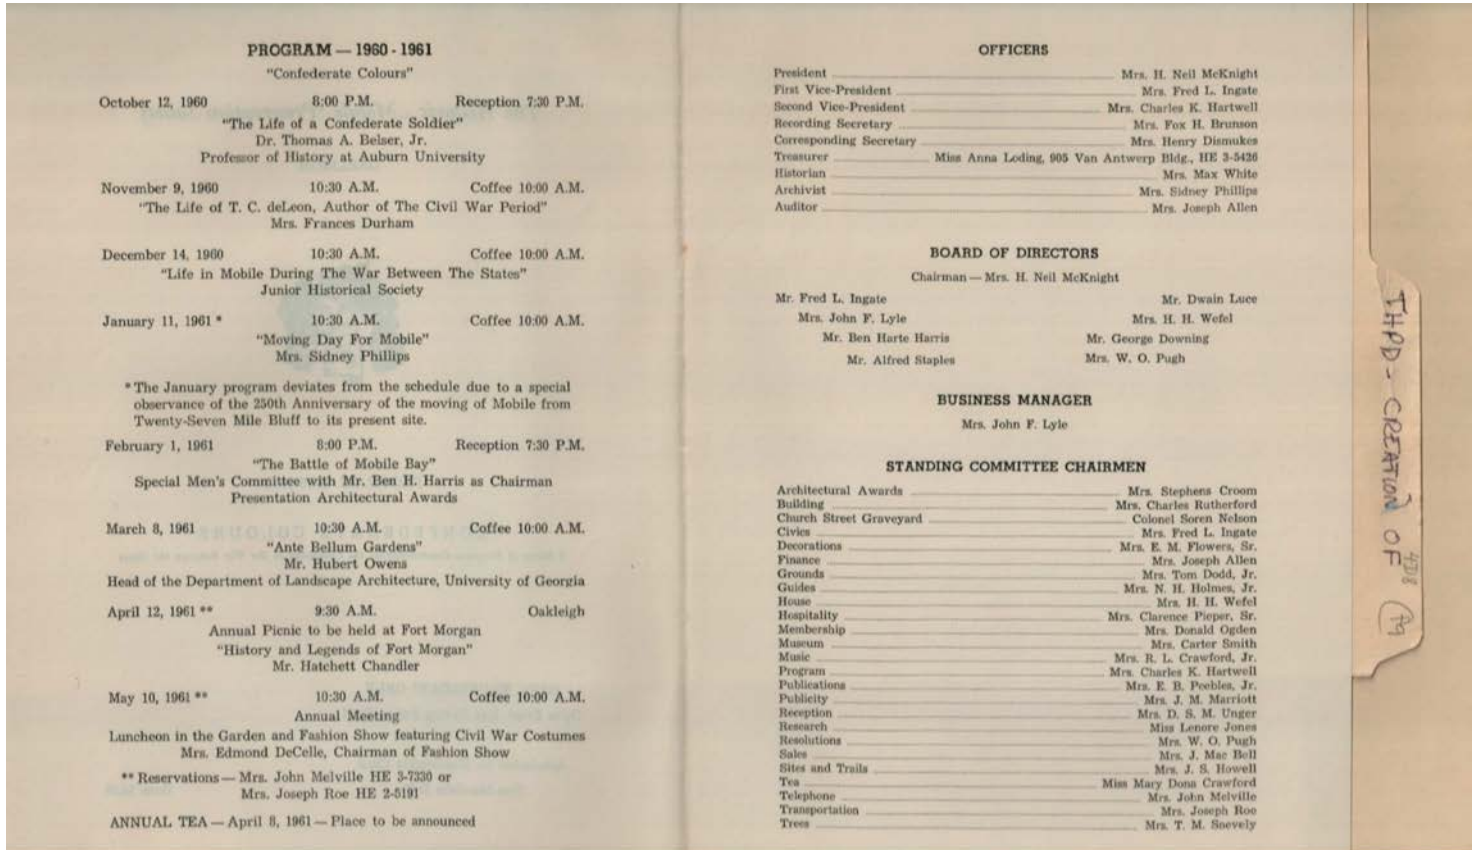 PROGRAM — 1960 - 1961
"Confederate Colours"
October 12, 1960 8:00 P.M. Reception 7:30 P.M.
"The Life of a Confederate Soldier"
Dr. Thomas A. Belser, Jr.
Professor of History at Auburn University
November 9, 1960 10:30 A.M. Coffee 10:00 A.M.
"The Life of T. C. deLeon, Author of The Civil War Period"
Mrs. Frances Durham
December 14, 1960 10:30 A.M. Coffee 10:00 A.M.
"Life in Mobile During The War Between The States"
Junior Historical Society
January 11, 1961 * 10:30 A.M. Coffee 10:00 A.M.
"Moving Day For Mobile"
Mrs. Sidney Phillips
* The January program deviates from the schedule due to a special
observance of the 250th Anniversary of the moving of Mobile from
Twenty-Seven Mile Bluff to its present site.
February 1, 1961 8:00 P.M. Reception 7:30 P.M.
"The Battle of Mobile Bay"
Special Men's Committee with Mr. Ben H. Harris as Chairman
Presentation Architectural Awards
March 8, 1961 10:30 A.M. Coffee 10:00 A.M.
"Ante Bellum Gardens"
Mr. Hubert Owens
Head of the Department of Landscape Architecture, University of Georgia
April 12, 1961 ** 9:30 A.M. Oakleigh
Annual Picnic to be held at Fort Morgan
"History and Legends of Fort Morgan"
Mr. Hatchett Chandler
May 10, 1961 ** 10:30 A.M. Coffee 10:00 A.M.
Annual Meeting
Luncheon in the Garden and Fashion Show featuring Civil War Costumes
Mrs. Edmond DeCelle, Chairman of Fashion Show
** Reservations — Mrs. John Melville HE 3-7330 or
Mrs. Joseph Roe HE 2-5191
ANNUAL TEA — April 8, 1961 — Place to be announced
OFFICERS
President Mrs. H. Neil McKnight
First Vice-President Mrs. Fred L. Ingate
Second Vice-President Mrs. Charles K. Hartwell
Recording Secretary Mrs. Fox H. Brunson
Corresponding Secretary Mrs. Henry Dismukes
Treasurer Miss Anna Loding, 905 Van Antwerp Bldg., HE 3-5426
Historian Mrs. Max White
Archivist Mrs. Sidney Phillips
Auditor Mrs. Joseph Allen
BOARD OF DIRECTORS
Chairman — Mrs. H. Neil McKnight
Mr. Fred L. Ingate Mr. Dwain Luce
Mrs. John F. Lyle Mrs. H. H. Wefel
Mr. Ben Harte Harris Mr. George Downing
Mr. Alfred Staples Mrs. W. O. Pugh
BUSINESS MANAGER
Mrs. John F. Lyle
STANDING COMMITTEE CHAIRMEN
Architectural Awards Mrs. Stephens Croom
Building Mrs. Charles Rutherford
Church Street Graveyard Colonel Soren Nelson
Civics Mrs. Fred L. Ingate
Decorations Mrs. E. M. Flowers, Sr.
Finance Mrs. Joseph Allen
Grounds Mrs. Tom Dodd, Jr.
Guides Mrs. N. H. Holmes, Jr.
House Mrs. H. H. Wefel
Hospitality Mrs. Clarence Pieper, Sr.
Membership Mrs. Donald Ogden
Museum Mrs. Carter Smith
Music Mrs. R. L. Crawford, Jr.
Program Mrs. Charles K. Hartwell
Publications Mrs. E. B. Peebles, Jr.
Publicity Mrs. J. M. Marriott
Reception Mrs. D. S. M. Unger
Research Miss Lenore Jones
Resolutions Mrs. W. O. Pugh
Sales Mrs. J. Mac Bell
Sites and Trails Mrs. J. S. Howell
Tea Miss Mary Dona Crawford
Telephone Mrs. John Melville
Transportation Mrs. Joseph Roe
Trees Mrs. T. M. Snevely
THPD - CREATION OF